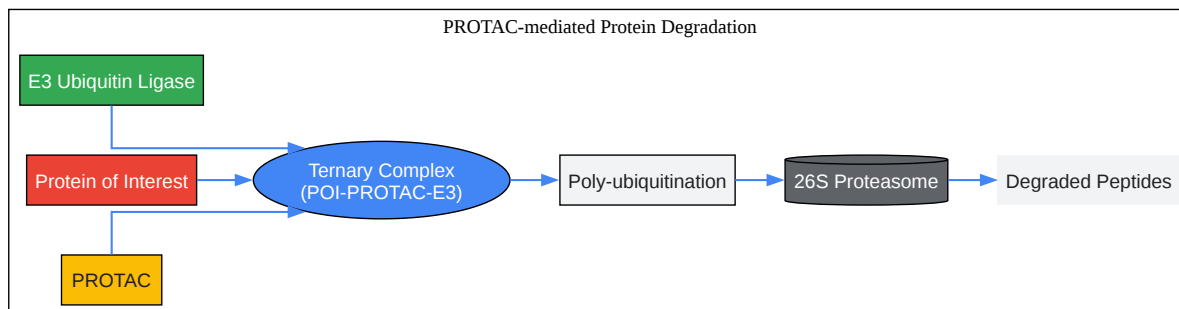 PROTAC-mediated Protein Degradation
E3 Ubiquitin Ligase
Protein of Interest
PROTAC
Ternary Complex
(POI-PROTAC-E3)
Poly-ubiquitination
26S Proteasome
Degraded Peptides